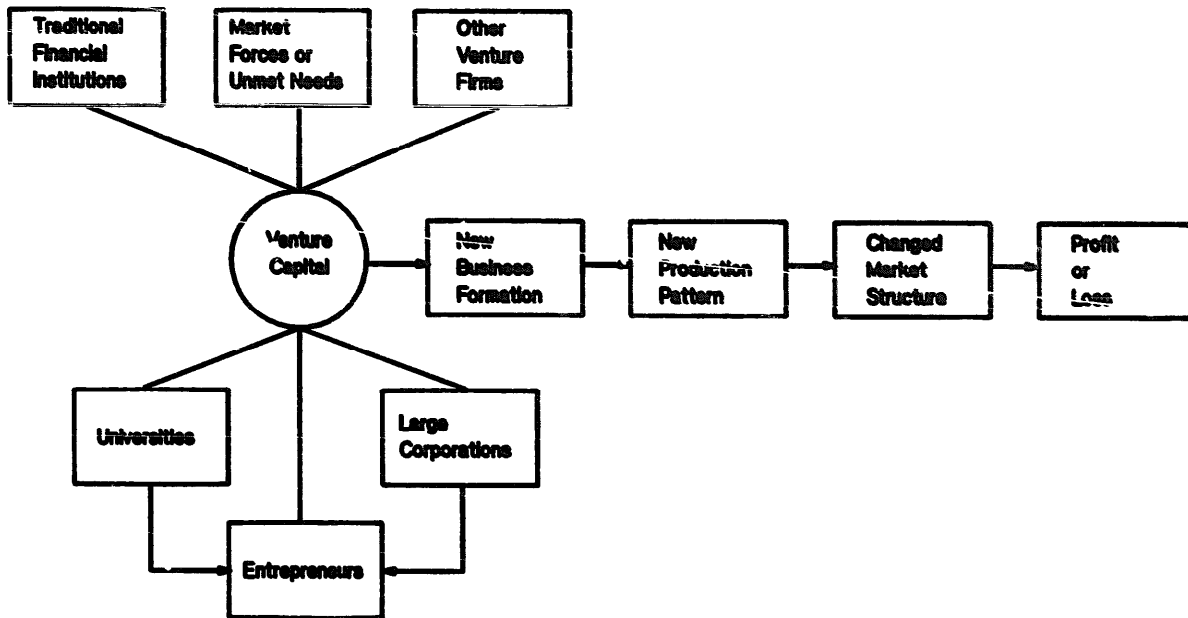 Traditional
Financial
Institutions
Market
Forces or
Unmet Needs
Other
Venture
Firms
Venture
Capital
New
Business
Formation
New
Production
Pattern
Changed
Market
Structure
Profit
or
Loss
Universities
Large
Corporations
Entrepreneurs